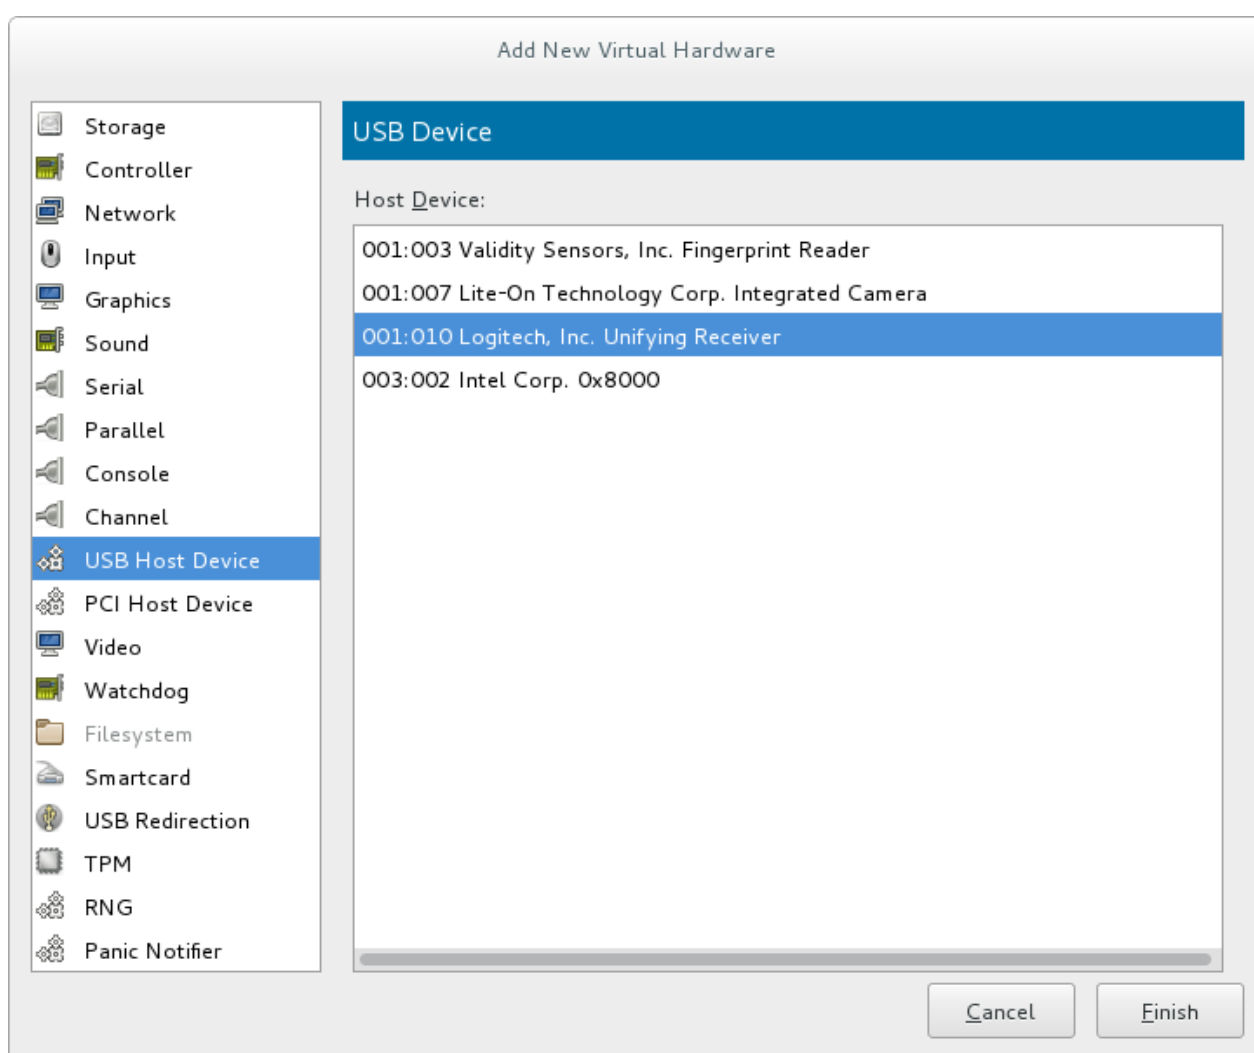 Add New Virtual Hardware
Storage
Controller
Network
Input
Graphics
Sound
Serial
Parallel
Console
Channel
USB Host Device
PCI Host Device
Video
Watchdog
Filesystem
Smartcard
USB Redirection
TPM
RNG
Panic Notifier
USB Device
Host Device:
001:003 Validity Sensors, Inc. Fingerprint Reader
001:007 Lite-On Technology Corp. Integrated Camera
001:010 Logitech, Inc. Unifying Receiver
003:002 Intel Corp. 0x8000
Cancel
Finish